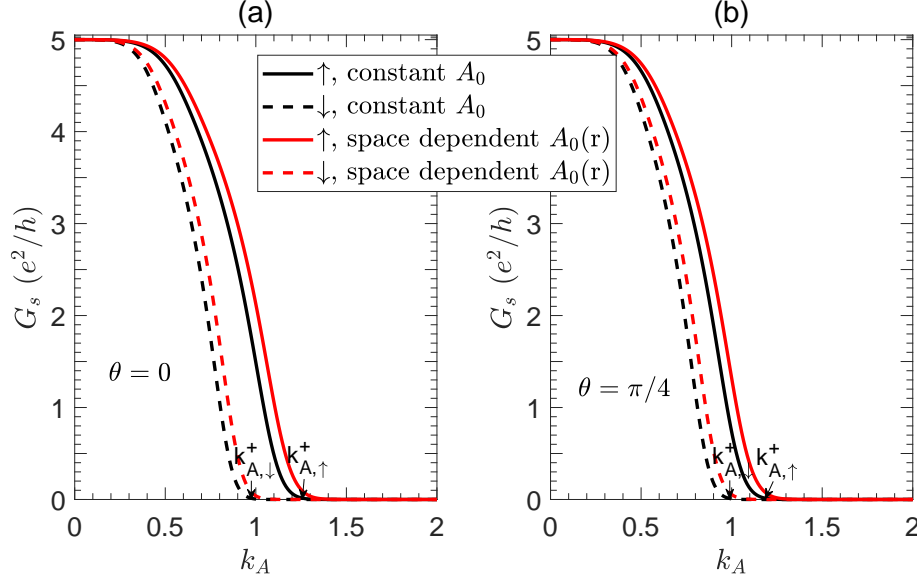 (a)
5
4
3
2
1
0
G_s (e^2/h)
θ = 0
k^+_{A,↓}
k^+_{A,↑}
0
0.5
1
1.5
2
k_A
↑, constant A_0
↓, constant A_0
↑, space dependent A_0(r)
↓, space dependent A_0(r)
(b)
5
4
3
2
1
0
G_s (e^2/h)
θ = π/4
k^+_{A,↓}
k^+_{A,↑}
0
0.5
1
1.5
2
k_A